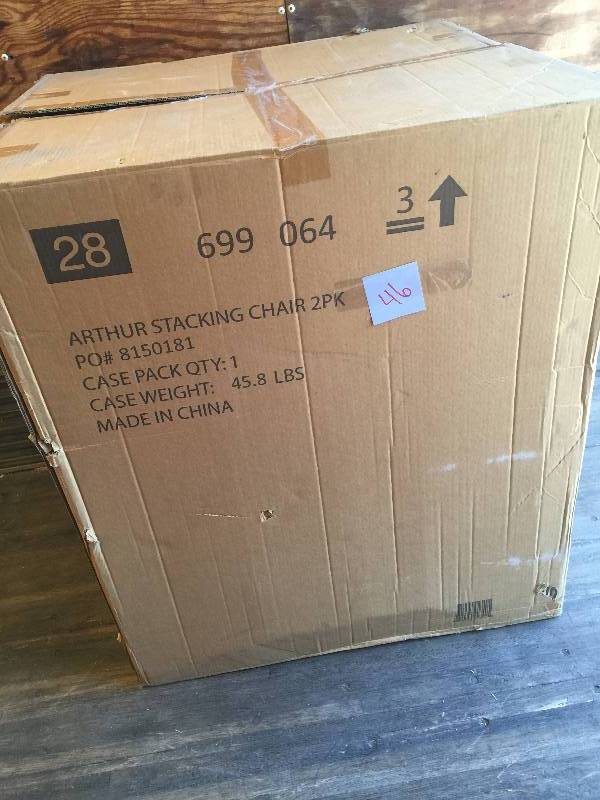 28 699 064 3
ARTHUR STACKING CHAIR 2PK
46
PO# 8150181
CASE PACK QTY: 1
CASE WEIGHT: 45.8 LBS
MADE IN CHINA